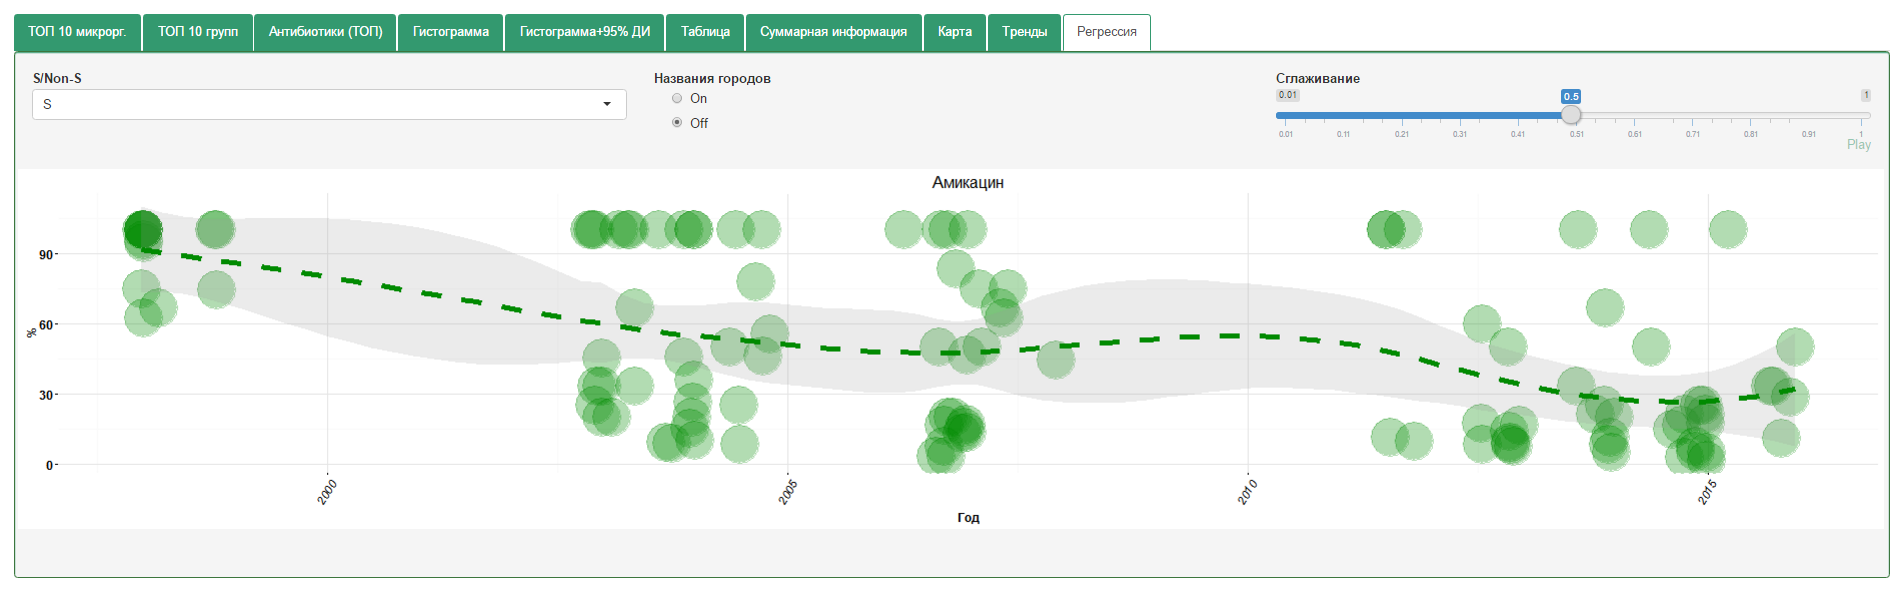 ТОП 10 микрорг. ТОП 10 групп Антибиотики (ТОП) Гистограмма Гистограмма+95% ДИ Таблица Суммарная информация Карта Тренды Регрессия
S/Non-S Названия городов Сглаживание
0.01 0.5 1
S On
Off
0.01 0.11 0.21 0.31 0.41 0.51 0.61 0.71 0.81 0.91 1
Play
Амикацин
90
60
%
30
0
2000 2005 2010 2015
Год